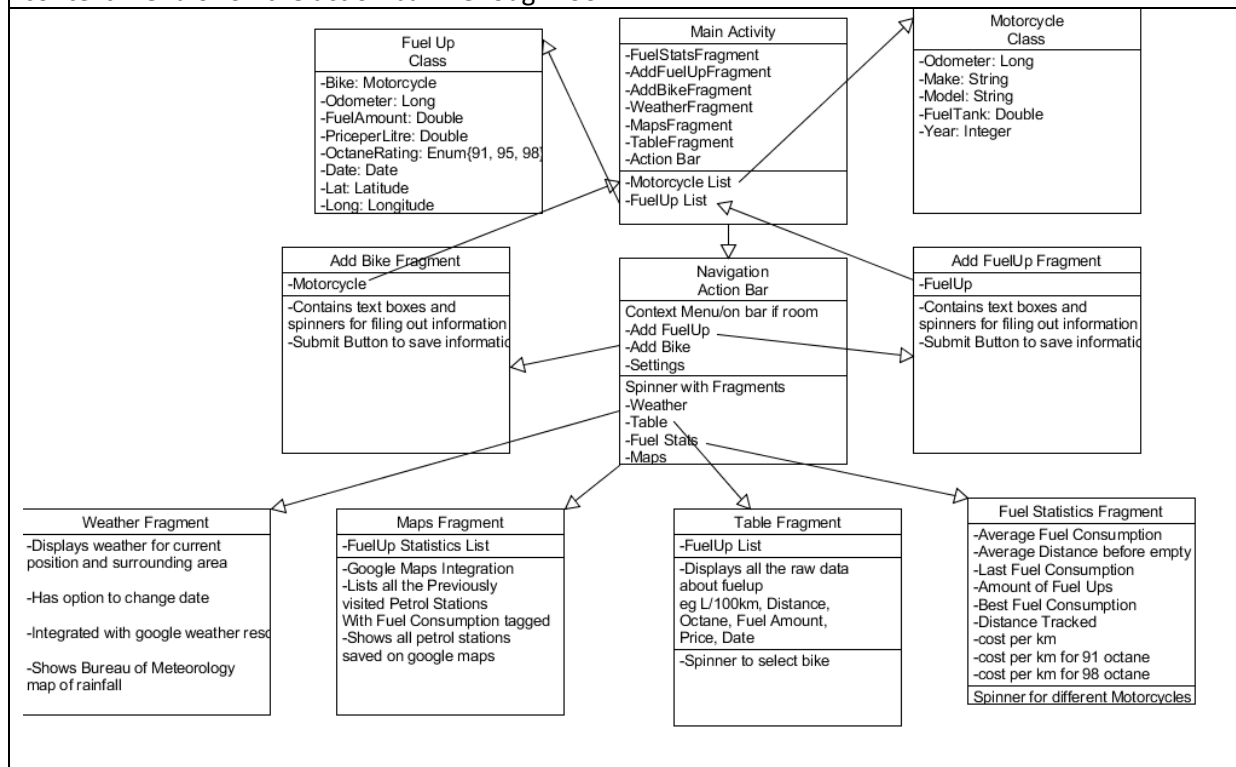 Fuel Up
Class
-Bike: Motorcycle
-Odometer: Long
-FuelAmount: Double
-PriceperLitre: Double
-OctaneRating: Enum{91, 95, 98}
-Date: Date
-Lat: Latitude
-Long: Longitude
Main Activity
-FuelStatsFragment
-AddFuelUpFragment
-AddBikeFragment
-WeatherFragment
-MapsFragment
-TableFragment
-Action Bar
-Motorcycle List
-FuelUp List
Motorcycle
Class
-Odometer: Long
-Make: String
-Model: String
-FuelTank: Double
-Year: Integer
Add Bike Fragment
-Motorcycle
-Contains text boxes and
spinners for filing out information
-Submit Button to save informatic
Navigation
Action Bar
Context Menu/on bar if room
-Add FuelUp
-Add Bike
-Settings
Spinner with Fragments
-Weather
-Table
-Fuel Stats
-Maps
Add FuelUp Fragment
-FuelUp
-Contains text boxes and
spinners for filing out information
-Submit Button to save informatic
Weather Fragment
-Displays weather for current
position and surrounding area
-Has option to change date
-Integrated with google weather reso
-Shows Bureau of Meteorology
map of rainfall
Maps Fragment
-FuelUp Statistics List
-Google Maps Integration
-Lists all the Previously
visited Petrol Stations
With Fuel Consumption tagged
-Shows all petrol stations
saved on google maps
Table Fragment
-FuelUp List
-Displays all the raw data
about fuelup
eg L/100km, Distance,
Octane, Fuel Amount,
Price, Date
-Spinner to select bike
Fuel Statistics Fragment
-Average Fuel Consumption
-Average Distance before empty
-Last Fuel Consumption
-Amount of Fuel Ups
-Best Fuel Consumption
-Distance Tracked
-cost per km
-cost per km for 91 octane
-cost per km for 98 octane
Spinner for different Motorcycles